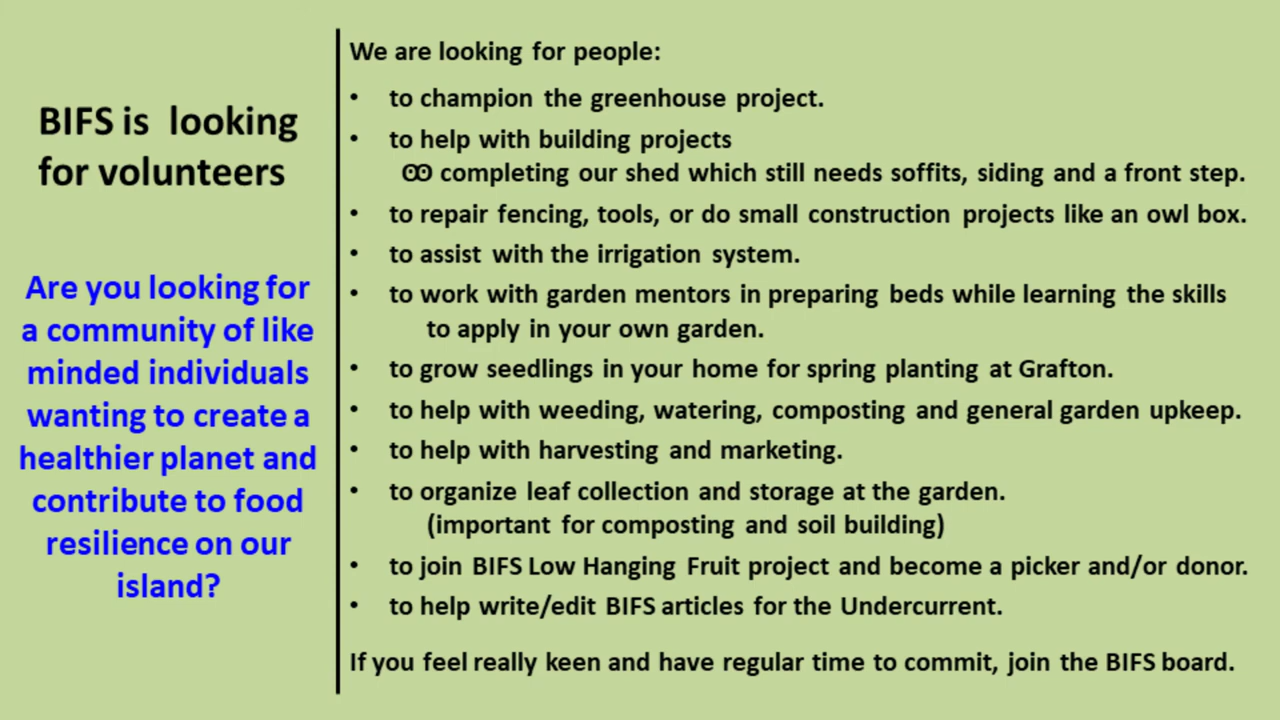 BIFS is looking
for volunteers
Are you looking for
a community of like
minded individuals
wanting to create a
healthier planet and
contribute to food
resilience on our
island?
We are looking for people:
• to champion the greenhouse project.
• to help with building projects
ꝏ completing our shed which still needs soffits, siding and a front step.
• to repair fencing, tools, or do small construction projects like an owl box.
• to assist with the irrigation system.
• to work with garden mentors in preparing beds while learning the skills
to apply in your own garden.
• to grow seedlings in your home for spring planting at Grafton.
• to help with weeding, watering, composting and general garden upkeep.
• to help with harvesting and marketing.
• to organize leaf collection and storage at the garden.
(important for composting and soil building)
• to join BIFS Low Hanging Fruit project and become a picker and/or donor.
• to help write/edit BIFS articles for the Undercurrent.
If you feel really keen and have regular time to commit, join the BIFS board.